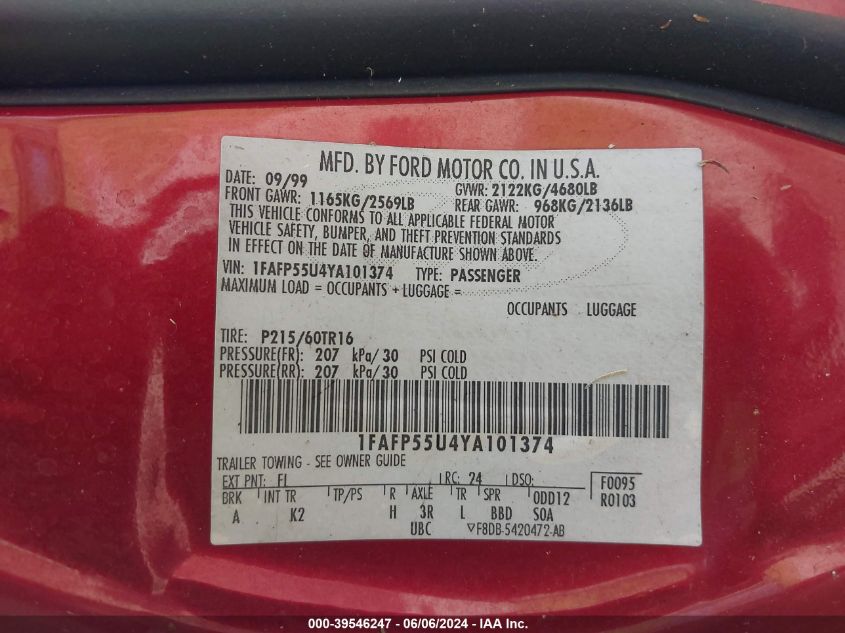 MFD. BY FORD MOTOR CO. IN U.S.A.
DATE: 09/99 GVWR: 2122KG/4680LB
FRONT GAWR: 1165KG/2569LB REAR GAWR: 968KG/2136LB
THIS VEHICLE CONFORMS TO ALL APPLICABLE FEDERAL MOTOR
VEHICLE SAFETY, BUMPER, AND THEFT PREVENTION STANDARDS
IN EFFECT ON THE DATE OF MANUFACTURE SHOWN ABOVE.
VIN: 1FAFP55U4YA101374 TYPE: PASSENGER
MAXIMUM LOAD = OCCUPANTS + LUGGAGE =
OCCUPANTS LUGGAGE
TIRE: P215/60TR16
PRESSURE(FR): 207 kPa/ 30 PSI COLD
PRESSURE(RR): 207 kPa/ 30 PSI COLD
1FAFP55U4YA101374
TRAILER TOWING - SEE OWNER GUIDE
EXT PNT: FL RC: 24 DSO: F0095
BRK INT TR TP/PS R AXLE TR SPR ODD12 R0103
A K2 H 3R L BBD SOA
UBC F8DB-5420472-AB
000-39546247 - 06/06/2024 - IAA Inc.